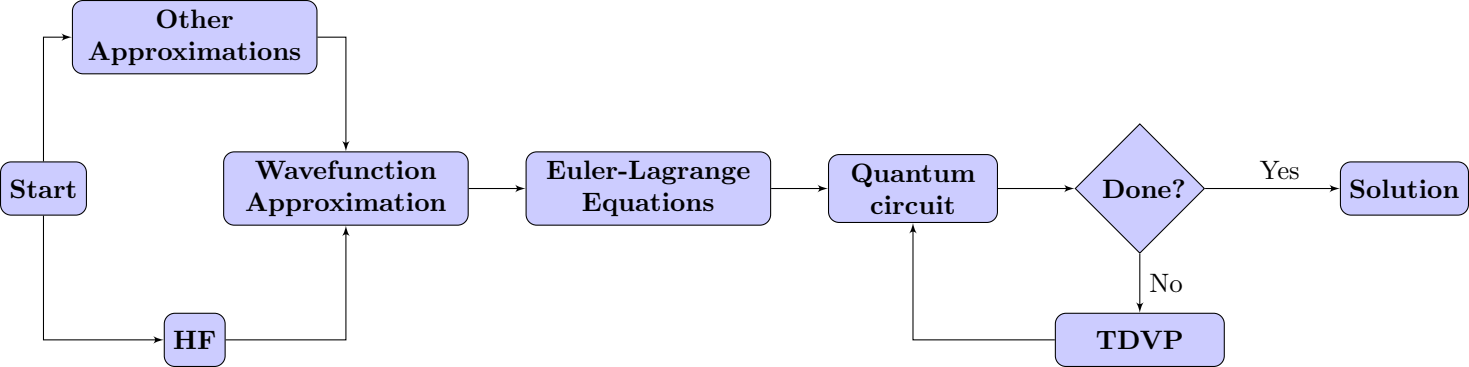 Other
Approximations
Start
Wavefunction
Approximation
Euler-Lagrange
Equations
Quantum
circuit
Done?
Yes
Solution
No
HF
TDVP